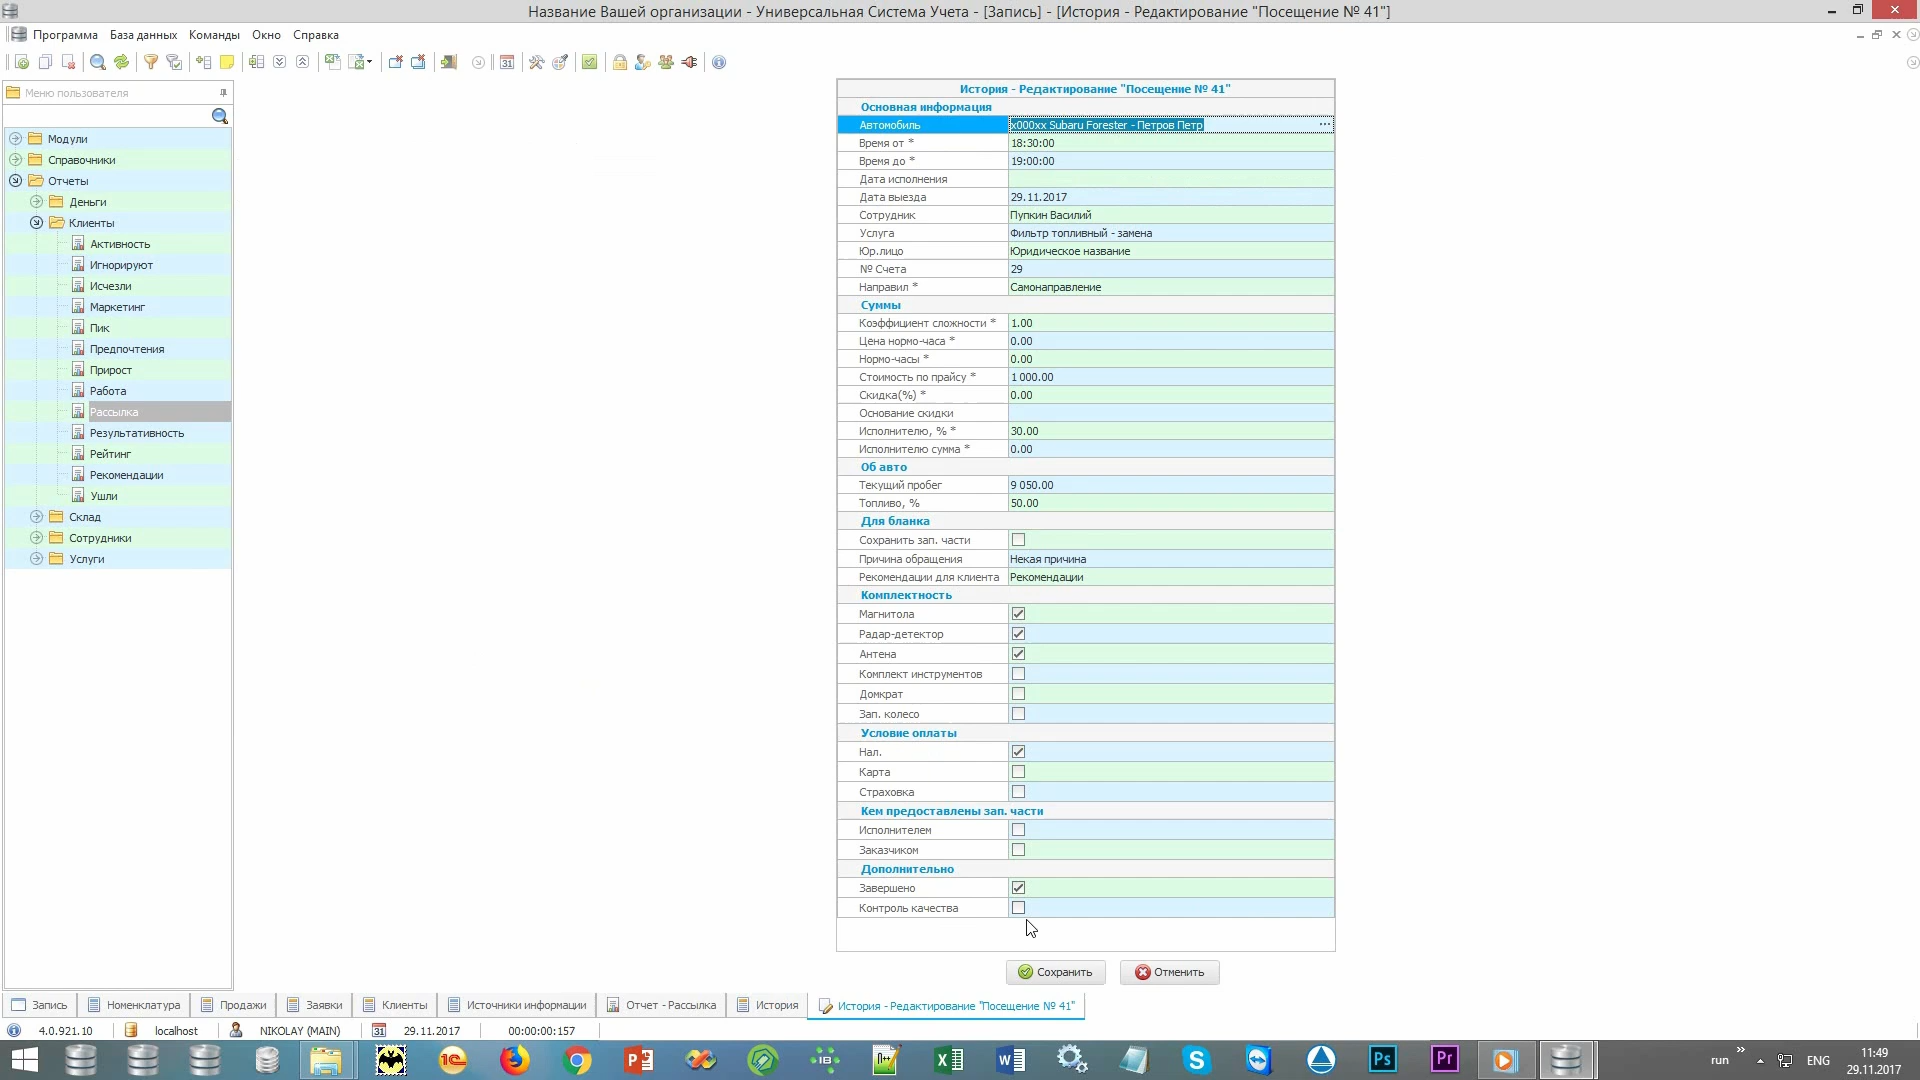 Название Вашей организации - Универсальная Система Учета - [Запись] - [История - Редактирование "Посещение № 41"]
Программа База данных Команды Окно Справка
Меню пользователя
Модули
Справочники
Отчеты
Деньги
Клиенты
Активность
Игнорируют
Исчезли
Маркетинг
Пик
Предпочтения
Прирост
Работа
Рассылка
Результативность
Рейтинг
Рекомендации
Ушли
Склад
Сотрудники
Услуги
История - Редактирование "Посещение № 41"
Основная информация
Автомобиль x000xx Subaru Forester - Петров Петр ...
Время от * 18:30:00
Время до * 19:00:00
Дата исполнения
Дата выезда 29.11.2017
Сотрудник Пупкин Василий
Услуга Фильтр топливный - замена
Юр.лицо Юридическое название
№ Счета 29
Направил * Самонаправление
Суммы
Коэффициент сложности * 1.00
Цена нормо-часа * 0.00
Нормо-часы * 0.00
Стоимость по прайсу * 1 000.00
Скидка(%) * 0.00
Основание скидки
Исполнителю, % * 30.00
Исполнителю сумма * 0.00
Об авто
Текущий пробег 9 050.00
Топливо, % 50.00
Для бланка
Сохранить зап. части
Причина обращения Некая причина
Рекомендации для клиента Рекомендации
Комплектность
Магнитола
Радар-детектор
Антена
Комплект инструментов
Домкрат
Зап. колесо
Условие оплаты
Нал.
Карта
Страховка
Кем предоставлены зап. части
Исполнителем
Заказчиком
Дополнительно
Завершено
Контроль качества
Сохранить Отменить
Запись Номенклатура Продажи Заявки Клиенты Источники информации Отчет - Рассылка История История - Редактирование "Посещение № 41"
4.0.921.10 localhost NIKOLAY (MAIN) 31 29.11.2017 00:00:00:157
run » ENG 11:49
29.11.2017